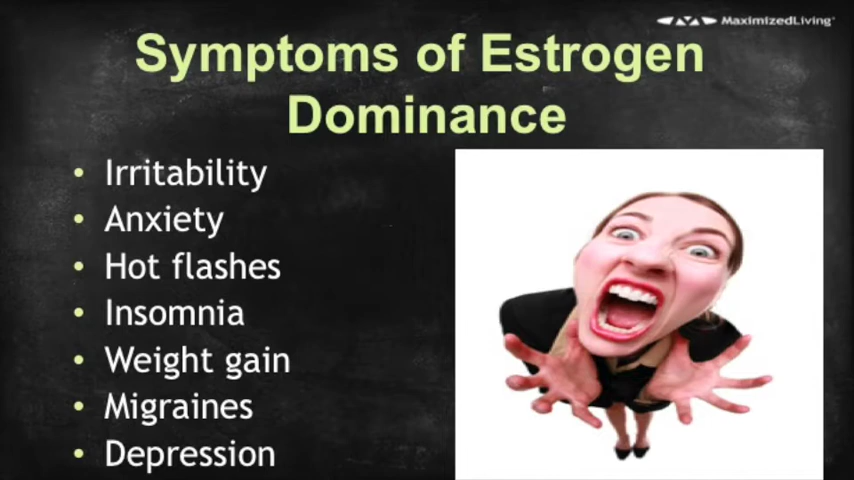 MaximizedLiving
Symptoms of Estrogen
Dominance
• Irritability
• Anxiety
• Hot flashes
• Insomnia
• Weight gain
• Migraines
• Depression